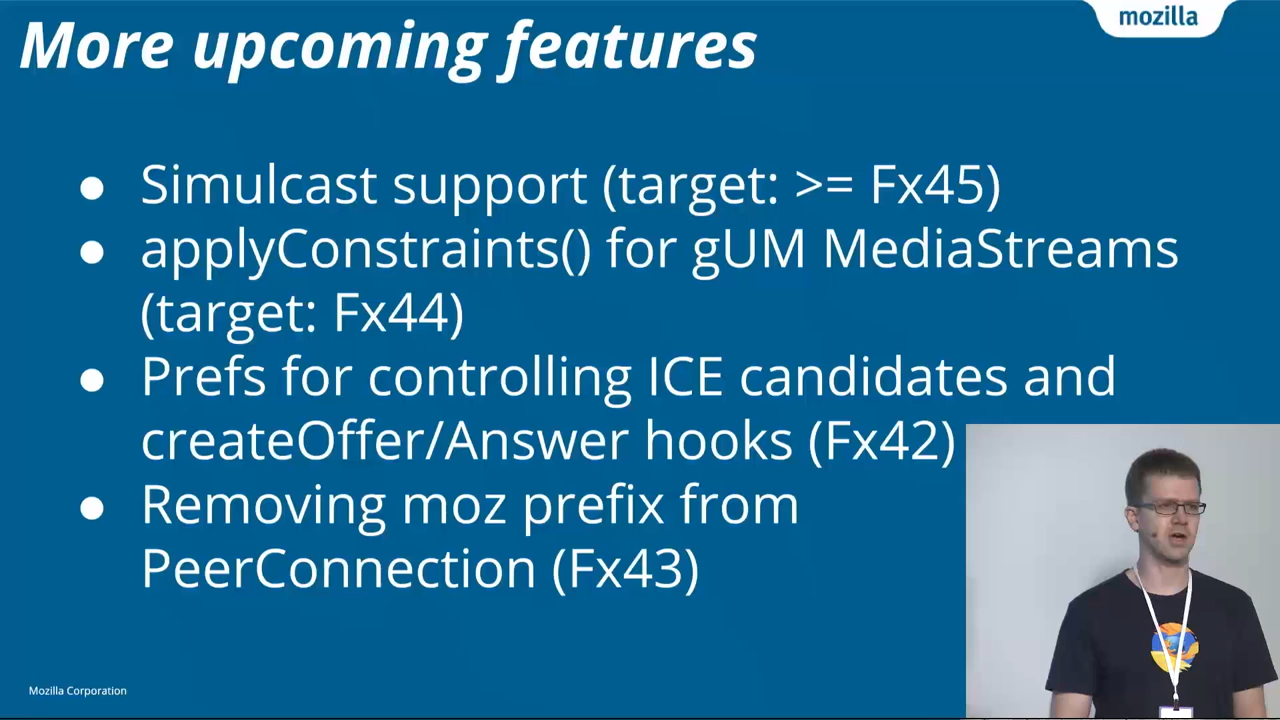 More upcoming features
mozilla
● Simulcast support (target: >= Fx45)
● applyConstraints() for gUM MediaStreams
(target: Fx44)
● Prefs for controlling ICE candidates and
createOffer/Answer hooks (Fx42)
● Removing moz prefix from
PeerConnection (Fx43)
Mozilla Corporation